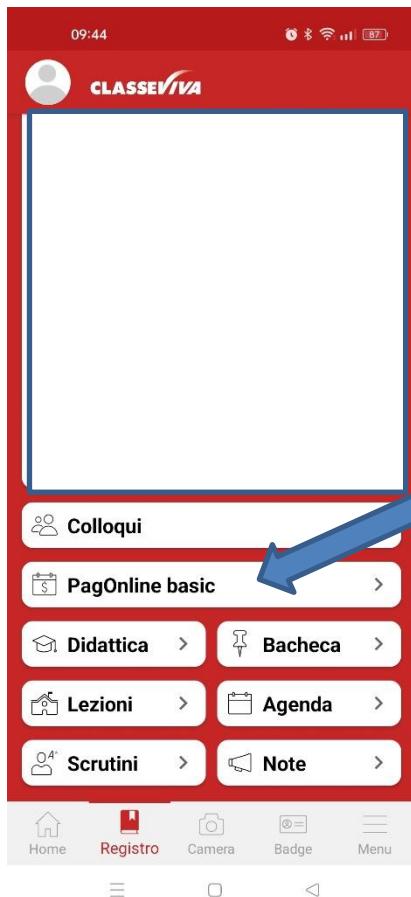 09:44
87
CLASSEVIVA
Colloqui
PagOnline basic
$
Didattica
Bacheca
Lezioni
Agenda
A+
Scrutini
Note
Home
Registro
Camera
Badge
Menu